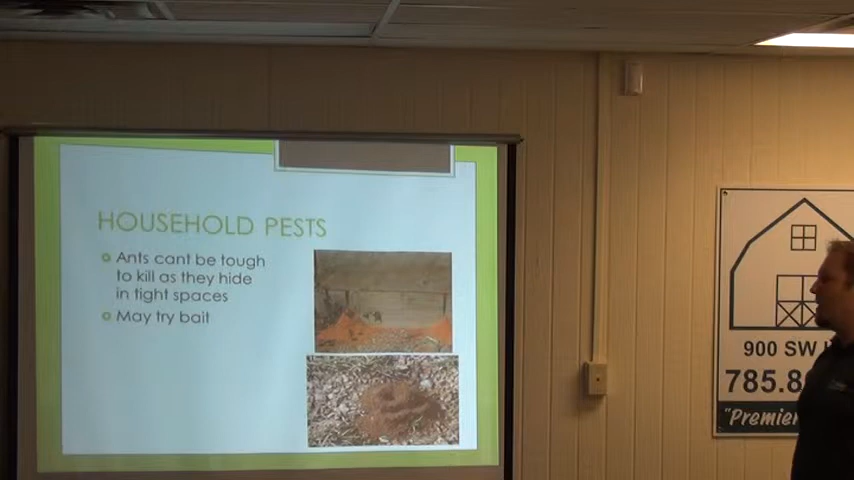 HOUSEHOLD PESTS
Ants cant be tough
to kill as they hide
in tight spaces
May try bait
900 SW
785.8
"Premier